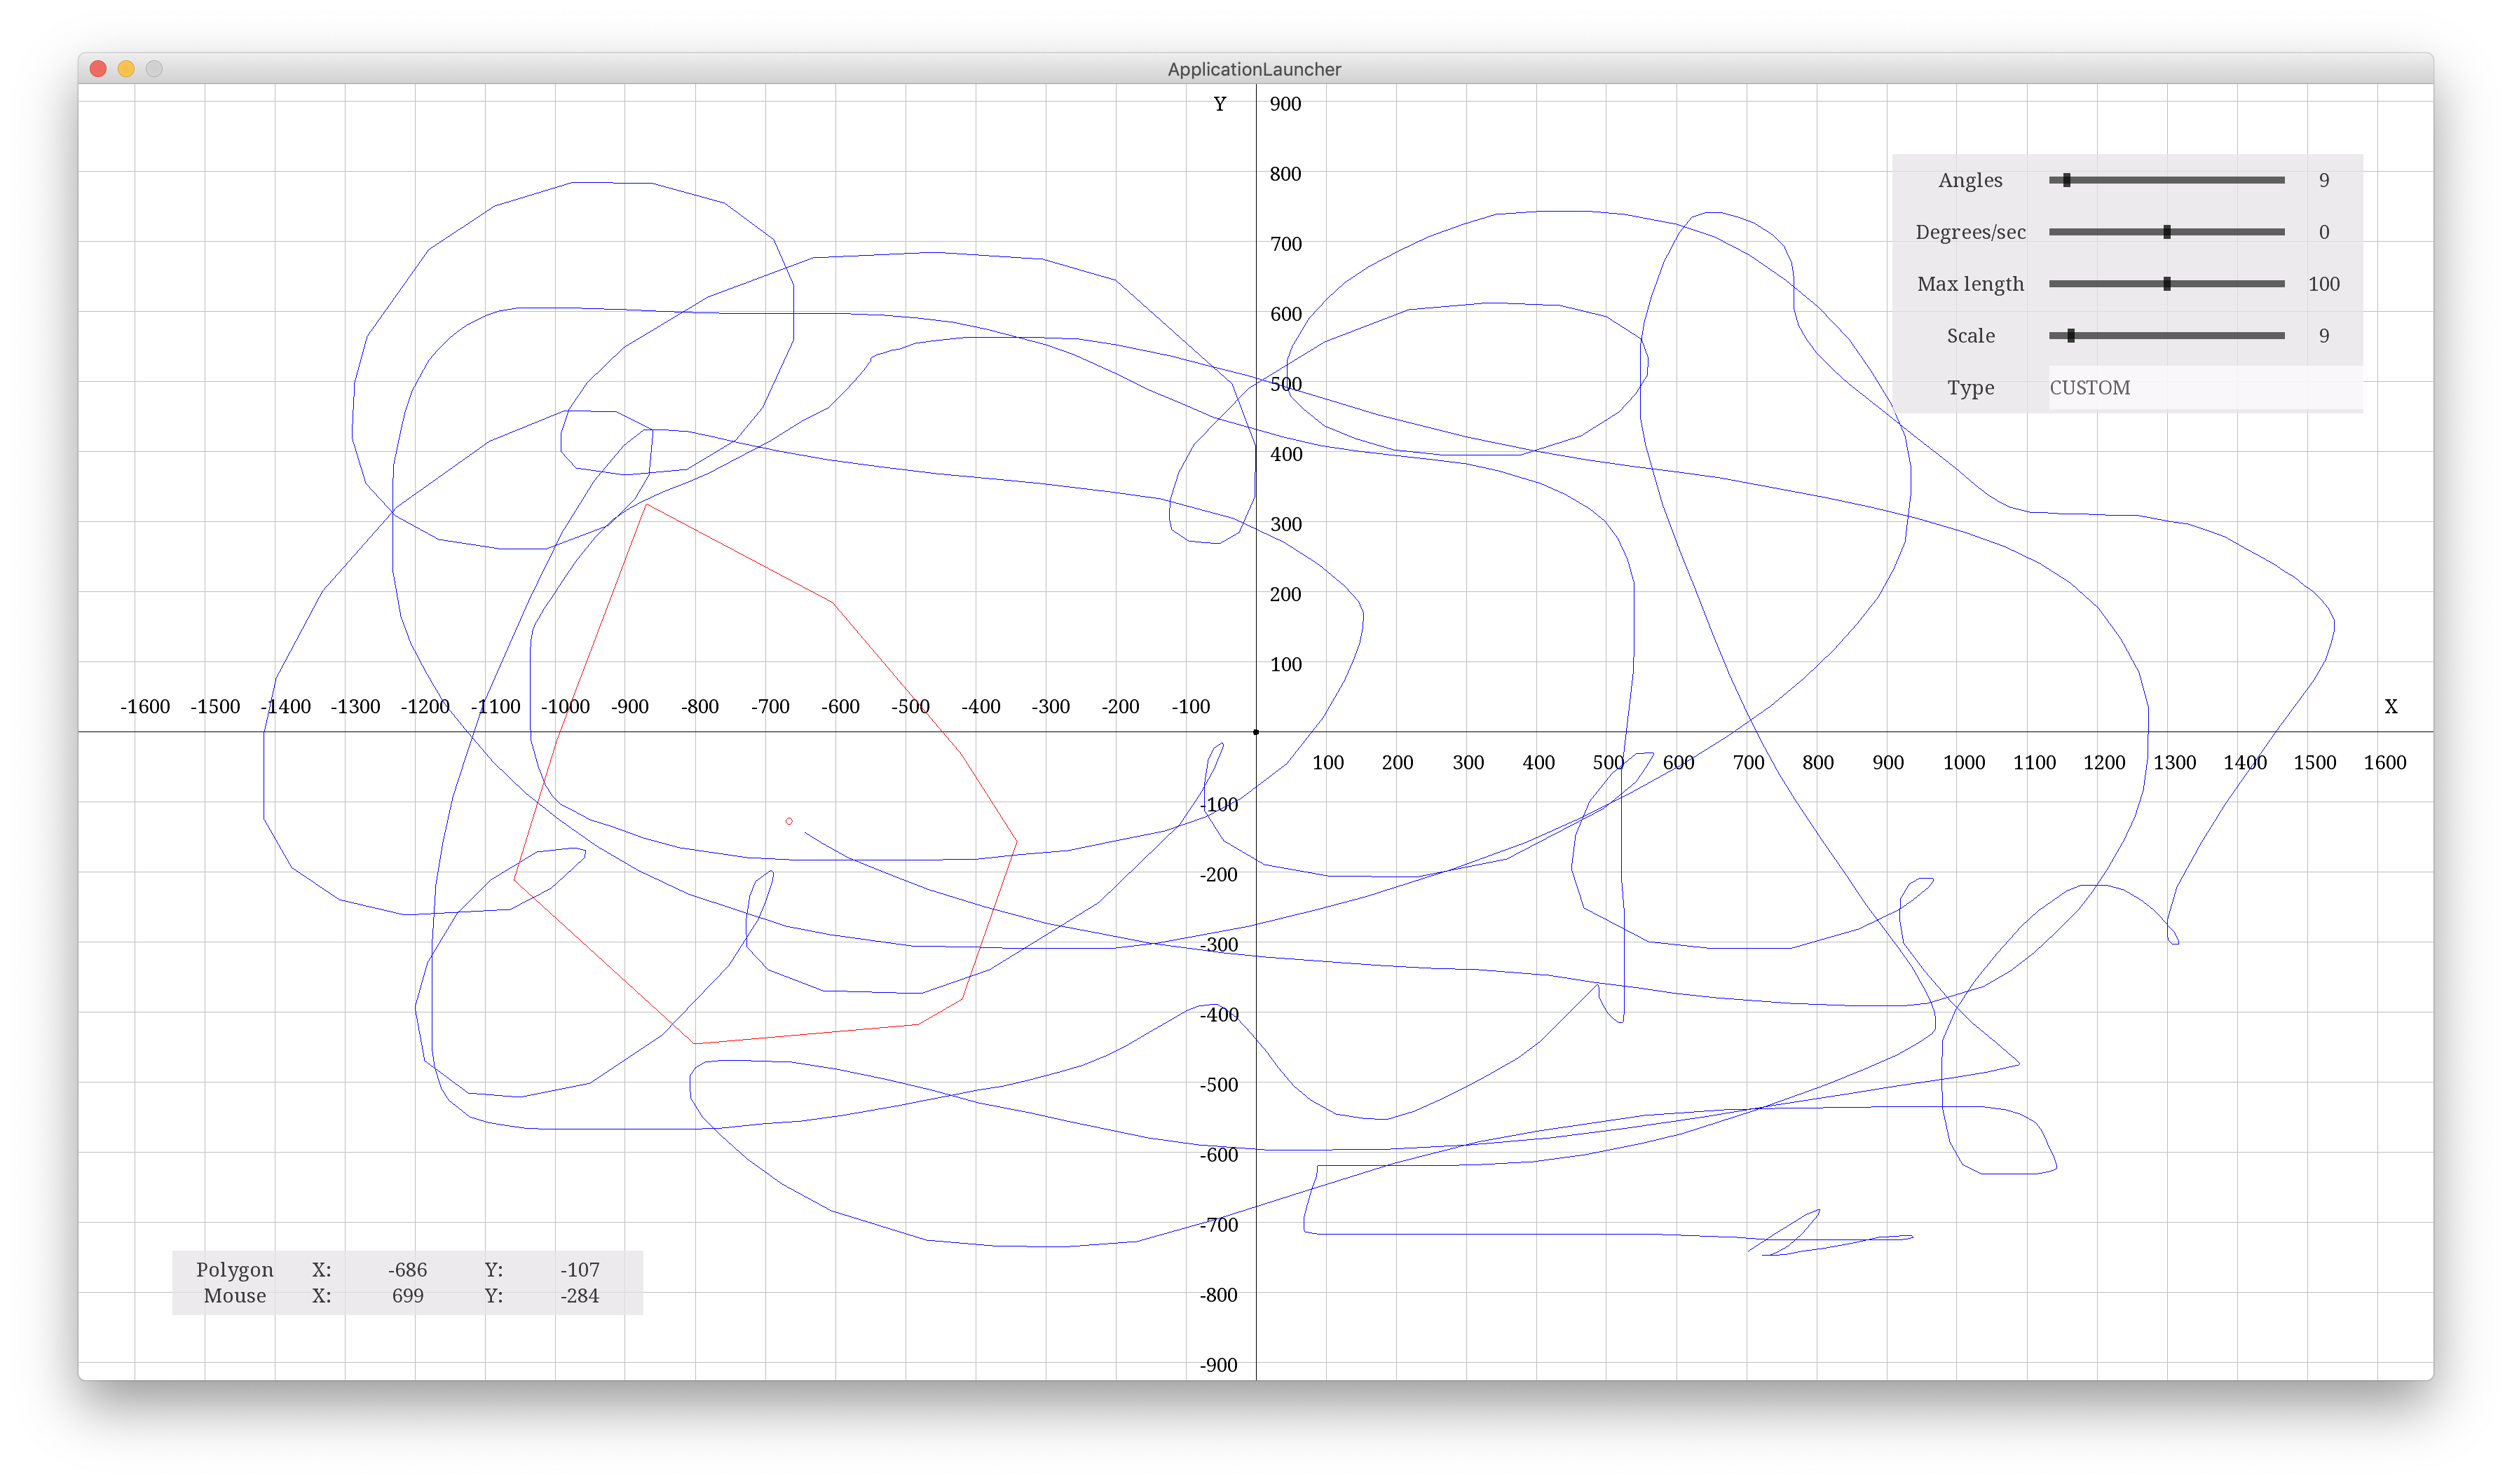 ApplicationLauncher
Y 900
800
Angles 9
700
Degrees/sec 0
600
Max length 100
Scale 9
500
Type CUSTOM
400
300
200
100
-1600 -1500 -1400 -1300 -1200 -1100 -1000 -900 -800 -700 -600 -500 -400 -300 -200 -100 X
100 200 300 400 500 600 700 800 900 1000 1100 1200 1300 1400 1500 1600
-100
-200
-300
-400
-500
-600
-700
Polygon X: -686 Y: -107
Mouse X: 699 Y: -284
-800
-900